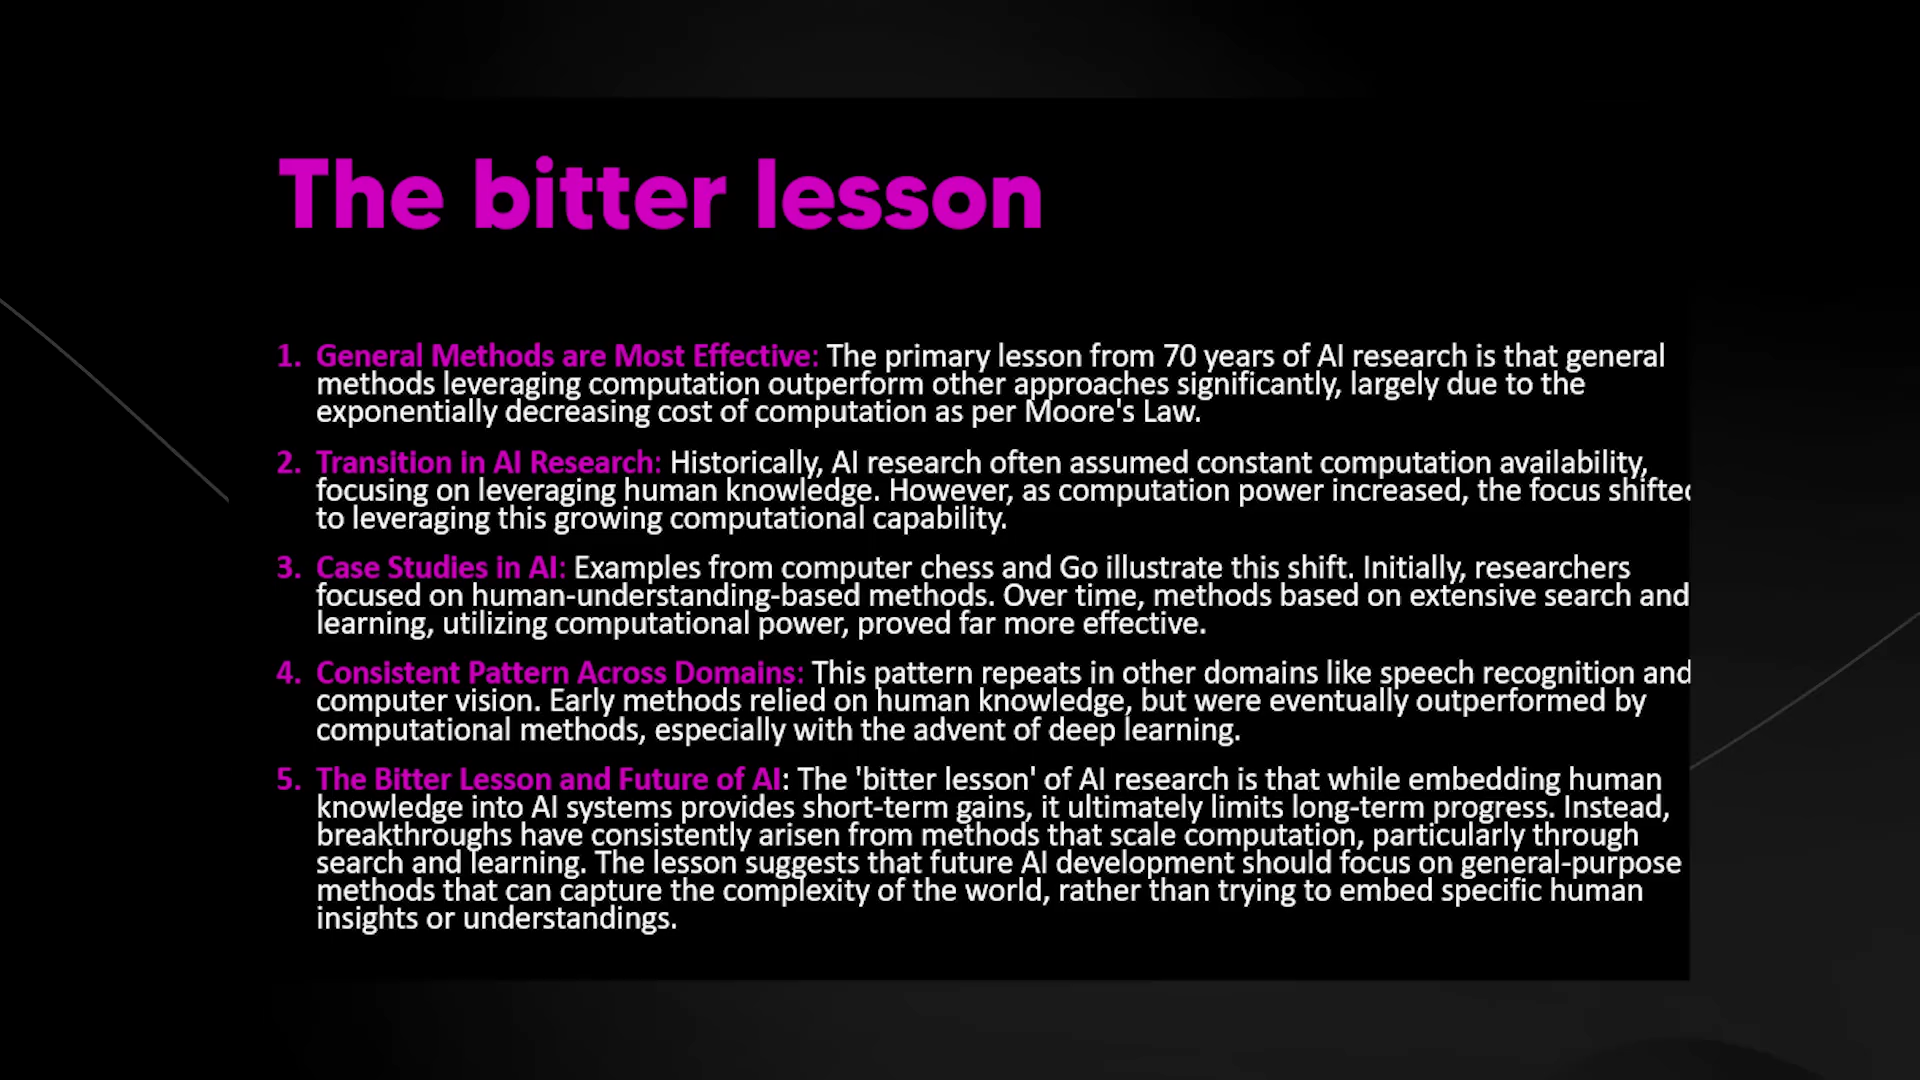 The bitter lesson
1. General Methods are Most Effective: The primary lesson from 70 years of AI research is that general
methods leveraging computation outperform other approaches significantly, largely due to the
exponentially decreasing cost of computation as per Moore's Law.
2. Transition in AI Research: Historically, AI research often assumed constant computation availability,
focusing on leveraging human knowledge. However, as computation power increased, the focus shifted
to leveraging this growing computational capability.
3. Case Studies in AI: Examples from computer chess and Go illustrate this shift. Initially, researchers
focused on human-understanding-based methods. Over time, methods based on extensive search and
learning, utilizing computational power, proved far more effective.
4. Consistent Pattern Across Domains: This pattern repeats in other domains like speech recognition and
computer vision. Early methods relied on human knowledge, but were eventually outperformed by
computational methods, especially with the advent of deep learning.
5. The Bitter Lesson and Future of AI: The 'bitter lesson' of AI research is that while embedding human
knowledge into AI systems provides short-term gains, it ultimately limits long-term progress. Instead,
breakthroughs have consistently arisen from methods that scale computation, particularly through
search and learning. The lesson suggests that future AI development should focus on general-purpose
methods that can capture the complexity of the world, rather than trying to embed specific human
insights or understandings.